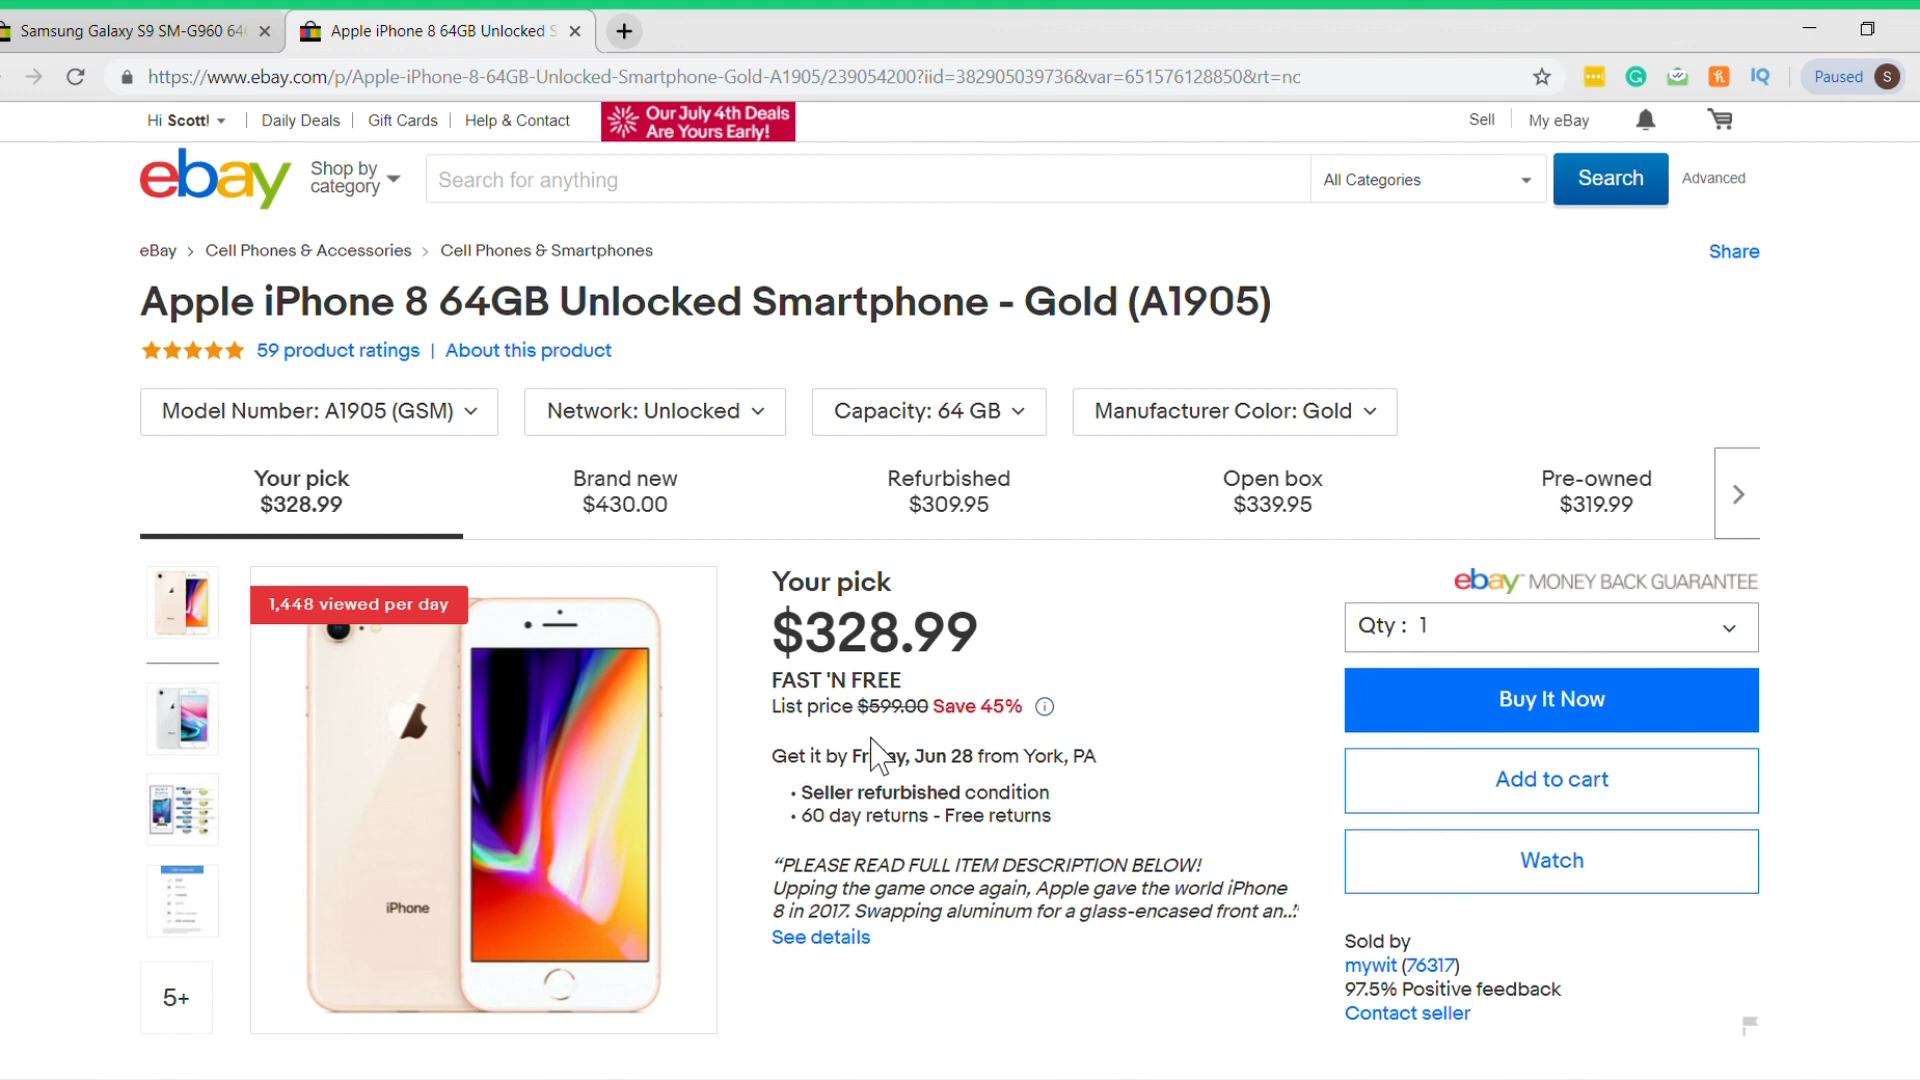 Samsung Galaxy S9 SM-G960 64
Apple iPhone 8 64GB Unlocked S
https://www.ebay.com/p/Apple-iPhone-8-64GB-Unlocked-Smartphone-Gold-A1905/239054200?iid=382905039736&var=651576128850&rt=nc
IQ
Paused S
Hi Scott! Daily Deals Gift Cards Help & Contact
Our July 4th Deals
Are Yours Early!
Sell My eBay
ebay
Shop by
category
Search for anything
All Categories
Search
Advanced
eBay > Cell Phones & Accessories > Cell Phones & Smartphones
Share
Apple iPhone 8 64GB Unlocked Smartphone - Gold (A1905)
59 product ratings | About this product
Model Number: A1905 (GSM)
Network: Unlocked
Capacity: 64 GB
Manufacturer Color: Gold
Your pick
$328.99
Brand new
$430.00
Refurbished
$309.95
Open box
$339.95
Pre-owned
$319.99
1,448 viewed per day
iPhone
5+
Your pick
$328.99
FAST 'N FREE
List price $599.00 Save 45%
Get it by Friday, Jun 28 from York, PA
• Seller refurbished condition
• 60 day returns - Free returns
“PLEASE READ FULL ITEM DESCRIPTION BELOW!
Upping the game once again, Apple gave the world iPhone
8 in 2017. Swapping aluminum for a glass-encased front an..”
See details
ebay™ MONEY BACK GUARANTEE
Qty : 1
Buy It Now
Add to cart
Watch
Sold by
mywit (76317)
97.5% Positive feedback
Contact seller